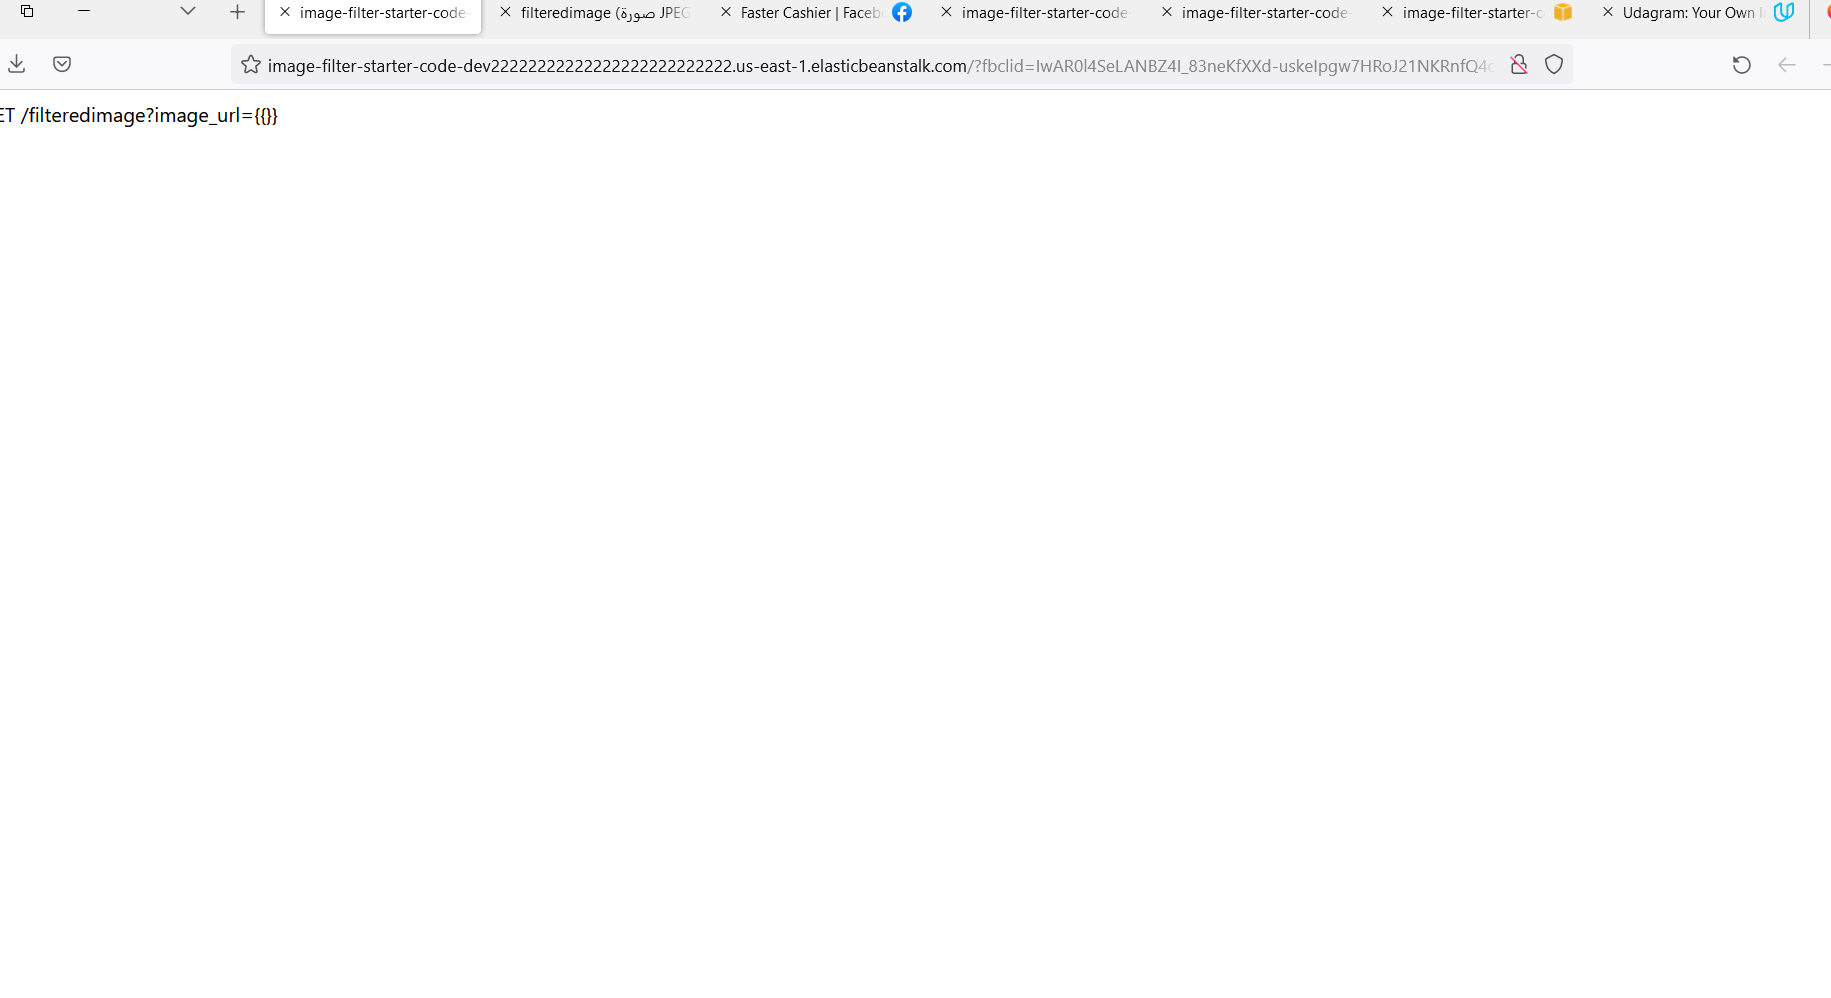 image-filter-starter-code-
filteredimage (صورة JPEG
Faster Cashier | Faceb
image-filter-starter-code-
image-filter-starter-code-
image-filter-starter-c
Udagram: Your Own I
image-filter-starter-code-dev22222222222222222222222222.us-east-1.elasticbeanstalk.com/?fbclid=IwAR0l4SeLANBZ4I_83neKfXXd-uskeIpgw7HRoJ21NKRnfQ4c
ET /filteredimage?image_url={{}}